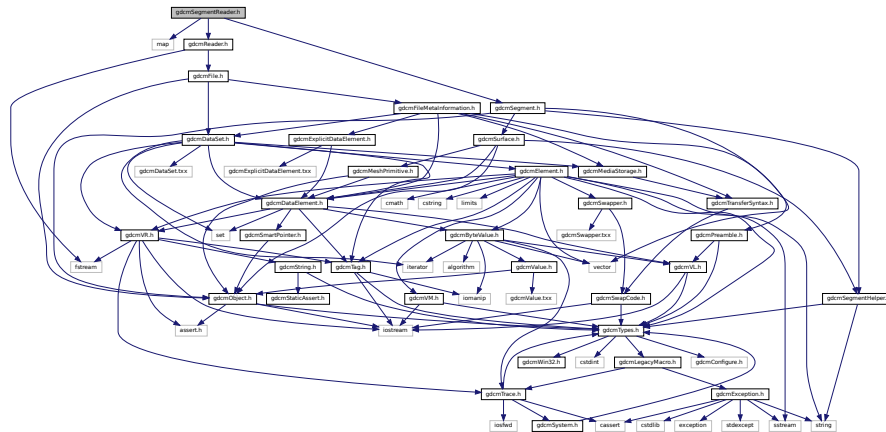 gdcmSegmentReader.h
map
gdcmReader.h
gdcmFile.h
gdcmFileMetaInformation.h
gdcmSegment.h
gdcmDataSet.h
gdcmExplicitDataElement.h
gdcmSurface.h
gdcmDataSet.txx
gdcmExplicitDataElement.txx
gdcmMeshPrimitive.h
gdcmElement.h
gdcmMediaStorage.h
gdcmDataElement.h
cmath
cstring
limits
gdcmSwapper.h
gdcmTransferSyntax.h
gdcmVR.h
set
gdcmSmartPointer.h
gdcmByteValue.h
gdcmSwapper.txx
gdcmPreamble.h
fstream
gdcmString.h
gdcmTag.h
iterator
algorithm
gdcmValue.h
vector
gdcmVL.h
gdcmObject.h
gdcmStaticAssert.h
gdcmVM.h
iomanip
gdcmValue.txx
gdcmSwapCode.h
gdcmSegmentHelper.h
assert.h
iostream
gdcmTypes.h
gdcmWin32.h
cstdint
gdcmLegacyMacro.h
gdcmConfigure.h
gdcmTrace.h
gdcmException.h
iosfwd
gdcmSystem.h
cassert
cstdlib
exception
stdexcept
sstream
string